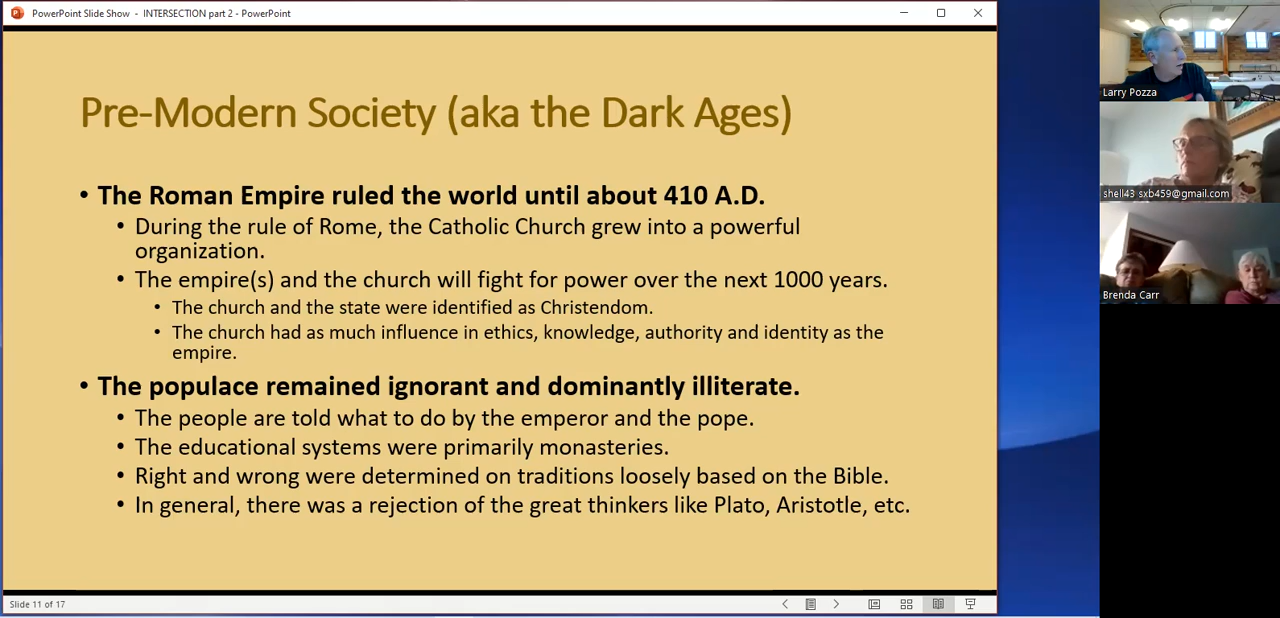 PowerPoint Slide Show - INTERSECTION part 2 - PowerPoint
Pre-Modern Society (aka the Dark Ages)
• The Roman Empire ruled the world until about 410 A.D.
• During the rule of Rome, the Catholic Church grew into a powerful
organization.
• The empire(s) and the church will fight for power over the next 1000 years.
• The church and the state were identified as Christendom.
• The church had as much influence in ethics, knowledge, authority and identity as the
empire.
• The populace remained ignorant and dominantly illiterate.
• The people are told what to do by the emperor and the pope.
• The educational systems were primarily monasteries.
• Right and wrong were determined on traditions loosely based on the Bible.
• In general, there was a rejection of the great thinkers like Plato, Aristotle, etc.
Slide 11 of 17
Larry Pozza
shell43 sxb459@gmail.com
Brenda Carr